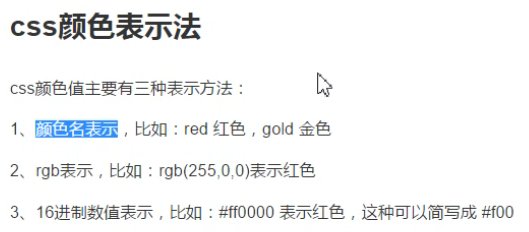 css颜色表示法
css颜色值主要有三种表示方法：
1、颜色名表示，比如：red 红色，gold 金色
2、rgb表示，比如：rgb(255,0,0)表示红色
3、16进制数值表示，比如：#ff0000 表示红色，这种可以简写成 #f00